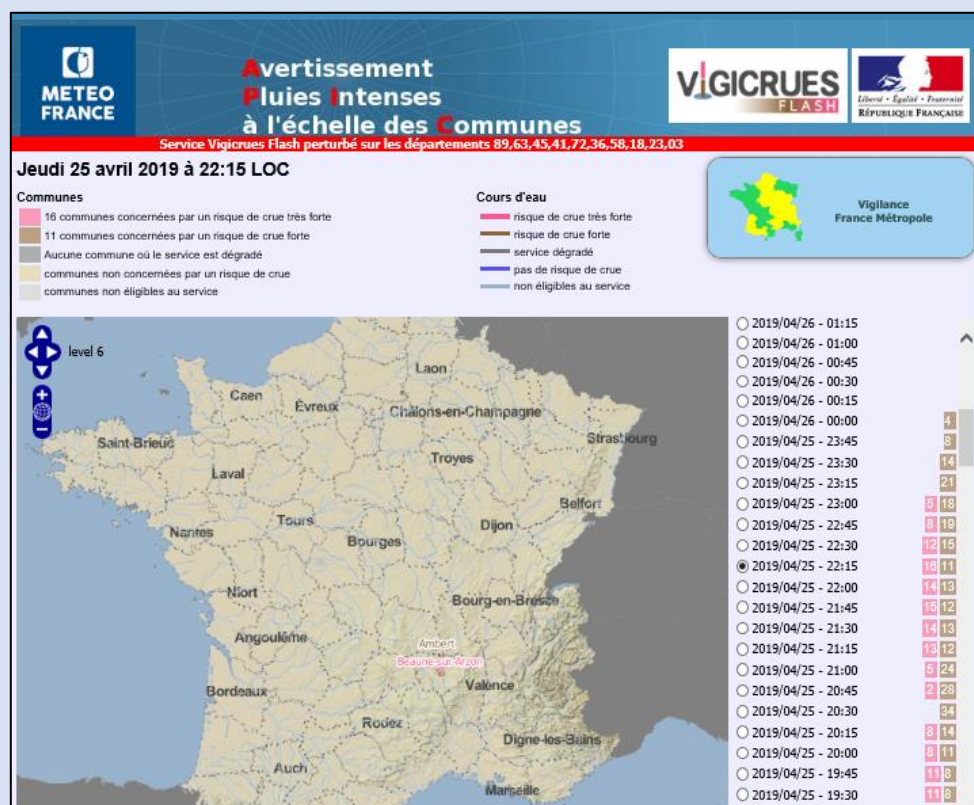 METEO
FRANCE
Avertissement
Pluies Intenses
à l'échelle des Communes
VIGICRUES
FLASH
Liberté • Égalité • Fraternité
RÉPUBLIQUE FRANÇAISE
Service Vigicrues Flash perturbé sur les départements 89,63,45,41,72,36,58,18,23,03
Jeudi 25 avril 2019 à 22:15 LOC
Communes
16 communes concernées par un risque de crue très forte
11 communes concernées par un risque de crue forte
Aucune commune où le service est dégradé
communes non concernées par un risque de crue
communes non éligibles au service
Cours d'eau
risque de crue très forte
risque de crue forte
service dégradé
pas de risque de crue
non éligibles au service
Vigilance
France Métropole
level 6
Laon
Caen
Évreux
Châlons-en-Champagne
Saint-Brieuc
Strasbourg
Troyes
Laval
Belfort
Tours
Dijon
Nantes
Bourges
Niort
Bourg-en-Bresse
Angoulême
Ambert
Beaune-sur-Arzon
Valence
Bordeaux
Rodez
Digne-les-Bains
Auch
Marseille
2019/04/26 - 01:15
2019/04/26 - 01:00
2019/04/26 - 00:45
2019/04/26 - 00:30
2019/04/26 - 00:15
2019/04/26 - 00:00 4
2019/04/25 - 23:45 8
2019/04/25 - 23:30 14
2019/04/25 - 23:15 21
2019/04/25 - 23:00 5 18
2019/04/25 - 22:45 8 19
2019/04/25 - 22:30 12 15
2019/04/25 - 22:15 16 11
2019/04/25 - 22:00 14 13
2019/04/25 - 21:45 15 12
2019/04/25 - 21:30 14 13
2019/04/25 - 21:15 13 12
2019/04/25 - 21:00 5 24
2019/04/25 - 20:45 2 28
2019/04/25 - 20:30 34
2019/04/25 - 20:15 8 14
2019/04/25 - 20:00 8 11
2019/04/25 - 19:45 11 8
2019/04/25 - 19:30 11 8